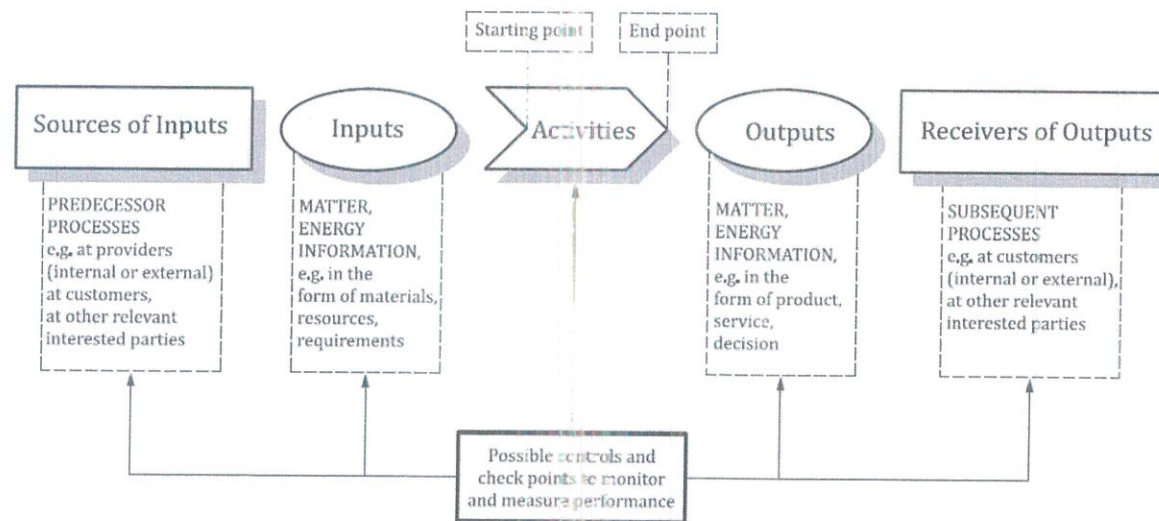 Starting point
End point
Sources of Inputs
Inputs
Activities
Outputs
Receivers of Outputs
PREDECESSOR
PROCESSES
e.g. at providers
(internal or external)
at customers,
at other relevant
interested parties
MATTER,
ENERGY
INFORMATION,
e.g. in the
form of materials,
resources,
requirements
MATTER,
ENERGY
INFORMATION,
e.g. in the
form of product,
service,
decision
SUBSEQUENT
PROCESSES
e.g. at customers
(internal or external),
at other relevant
interested parties
Possible controls and
check points to monitor
and measure performance